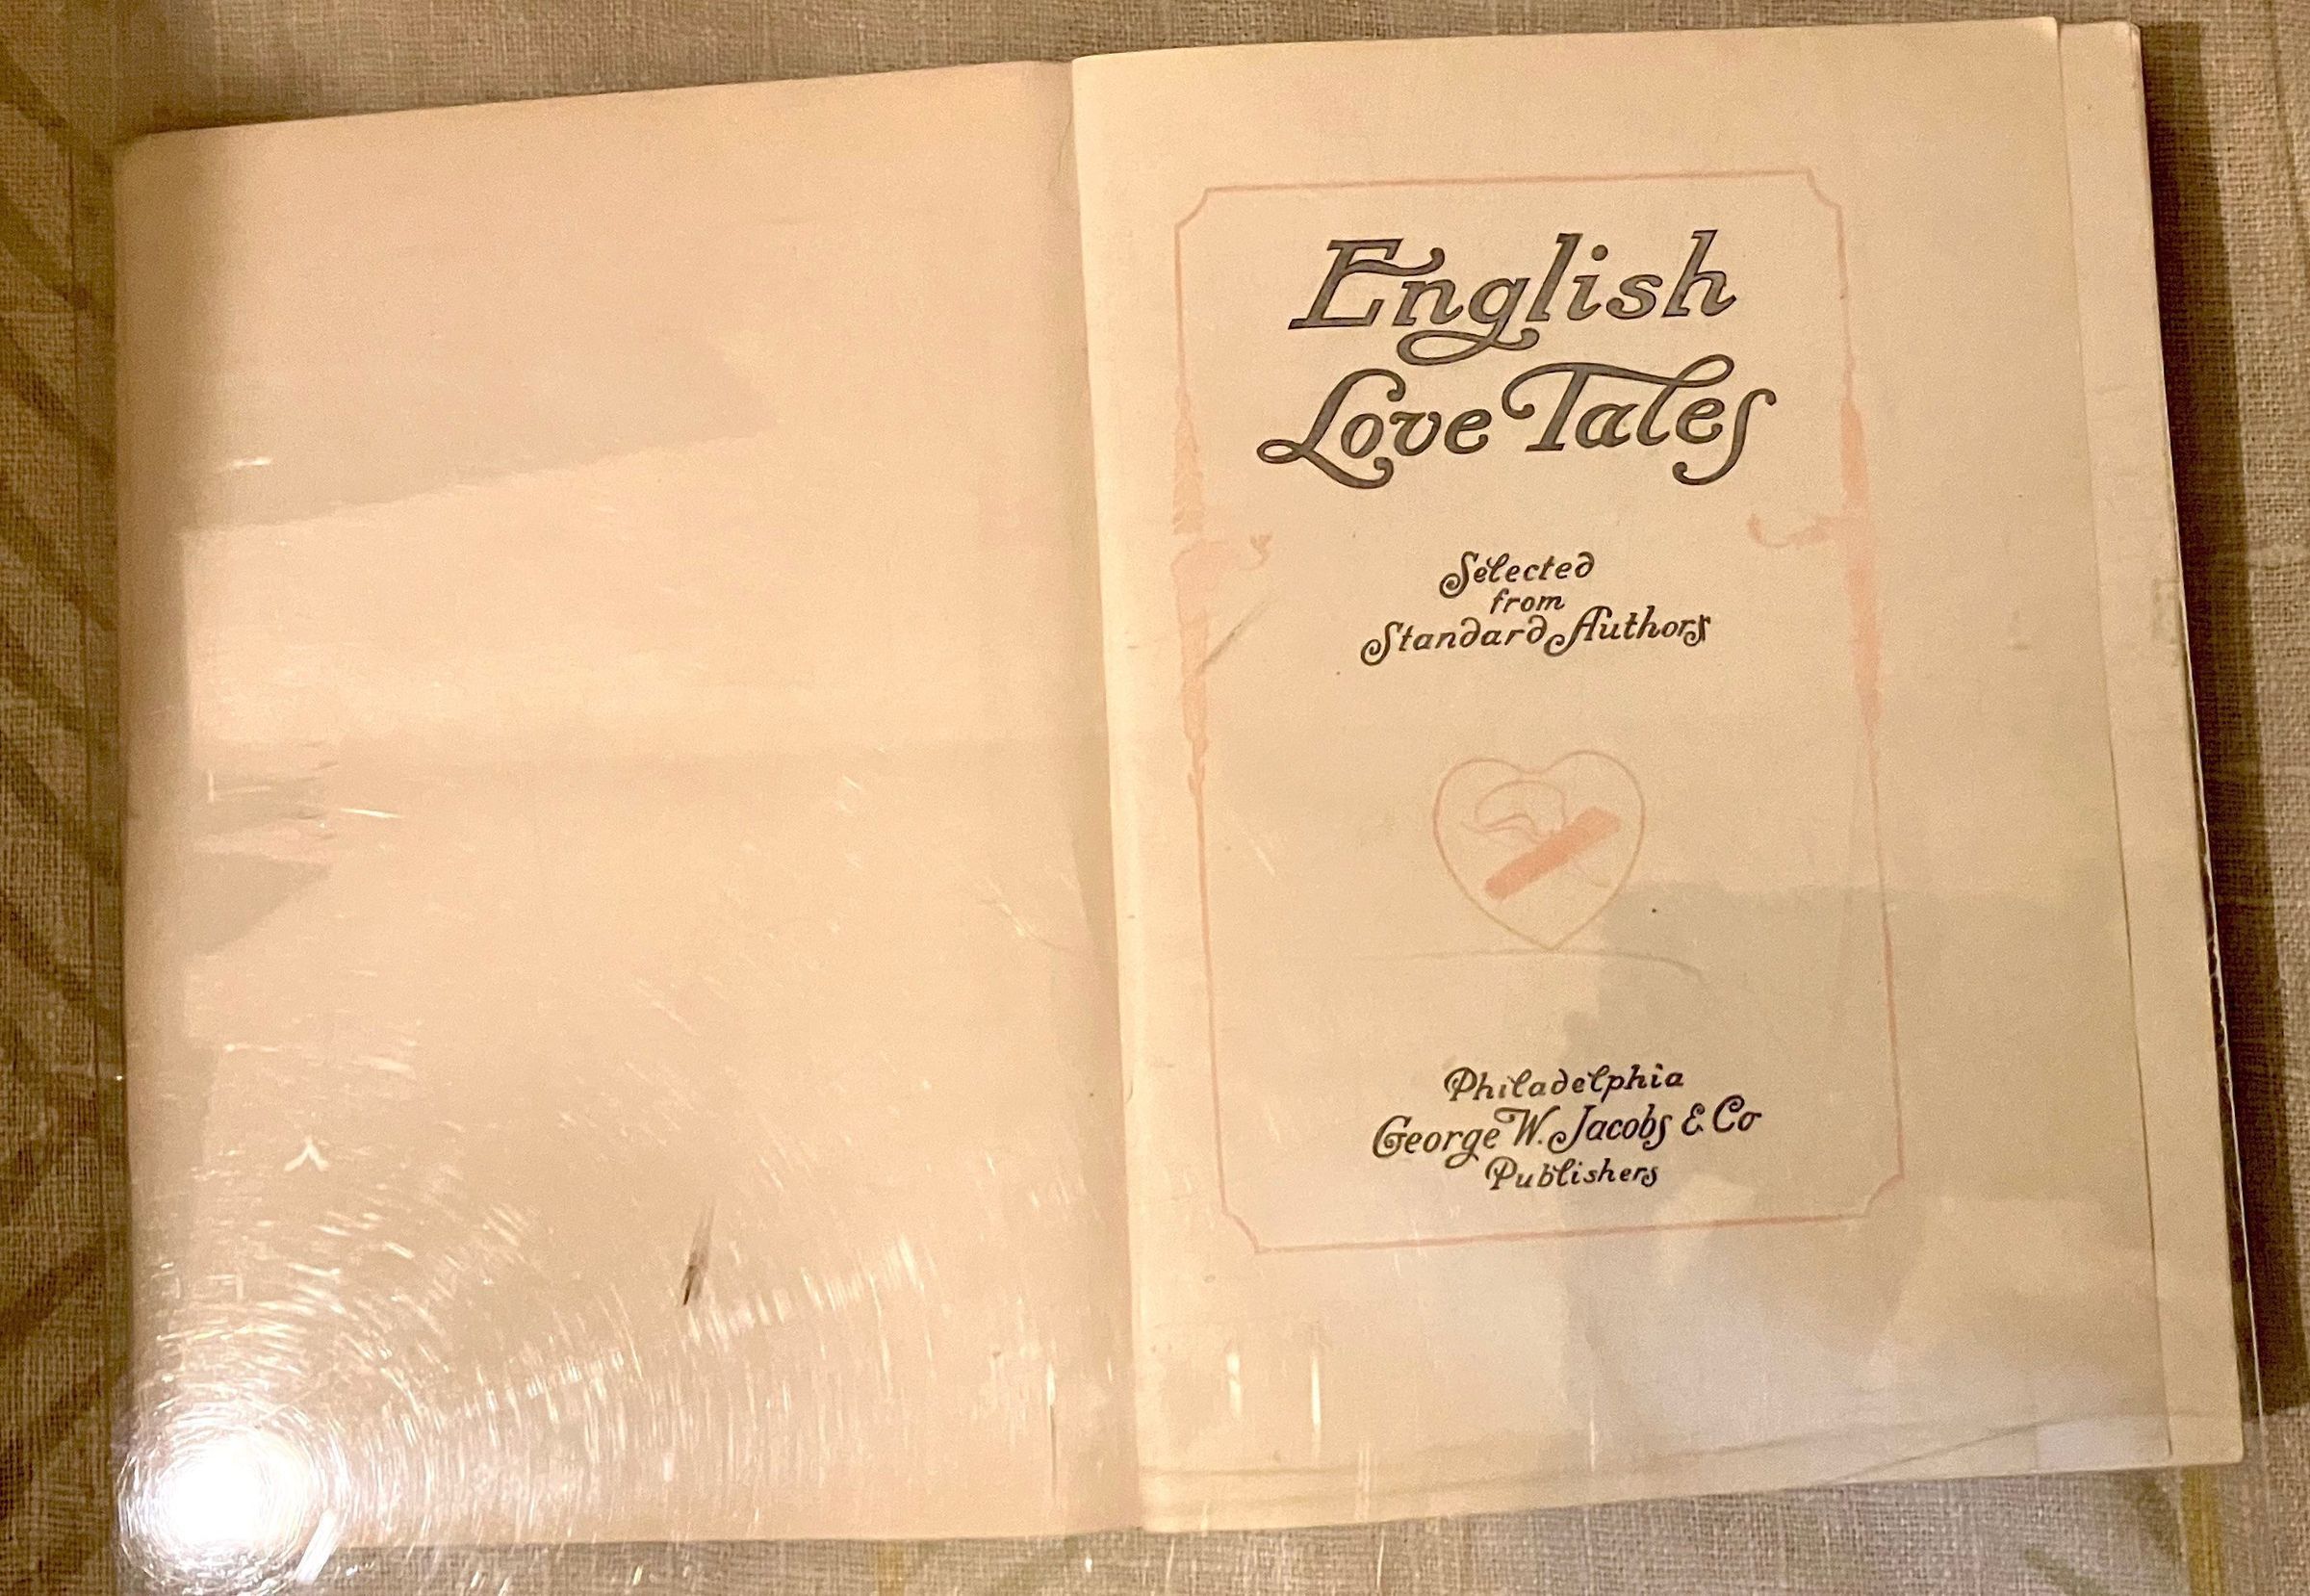 English
Love Tales
Selected
from
Standard Authors
Philadelphia
George W. Jacobs & Co
Publishers